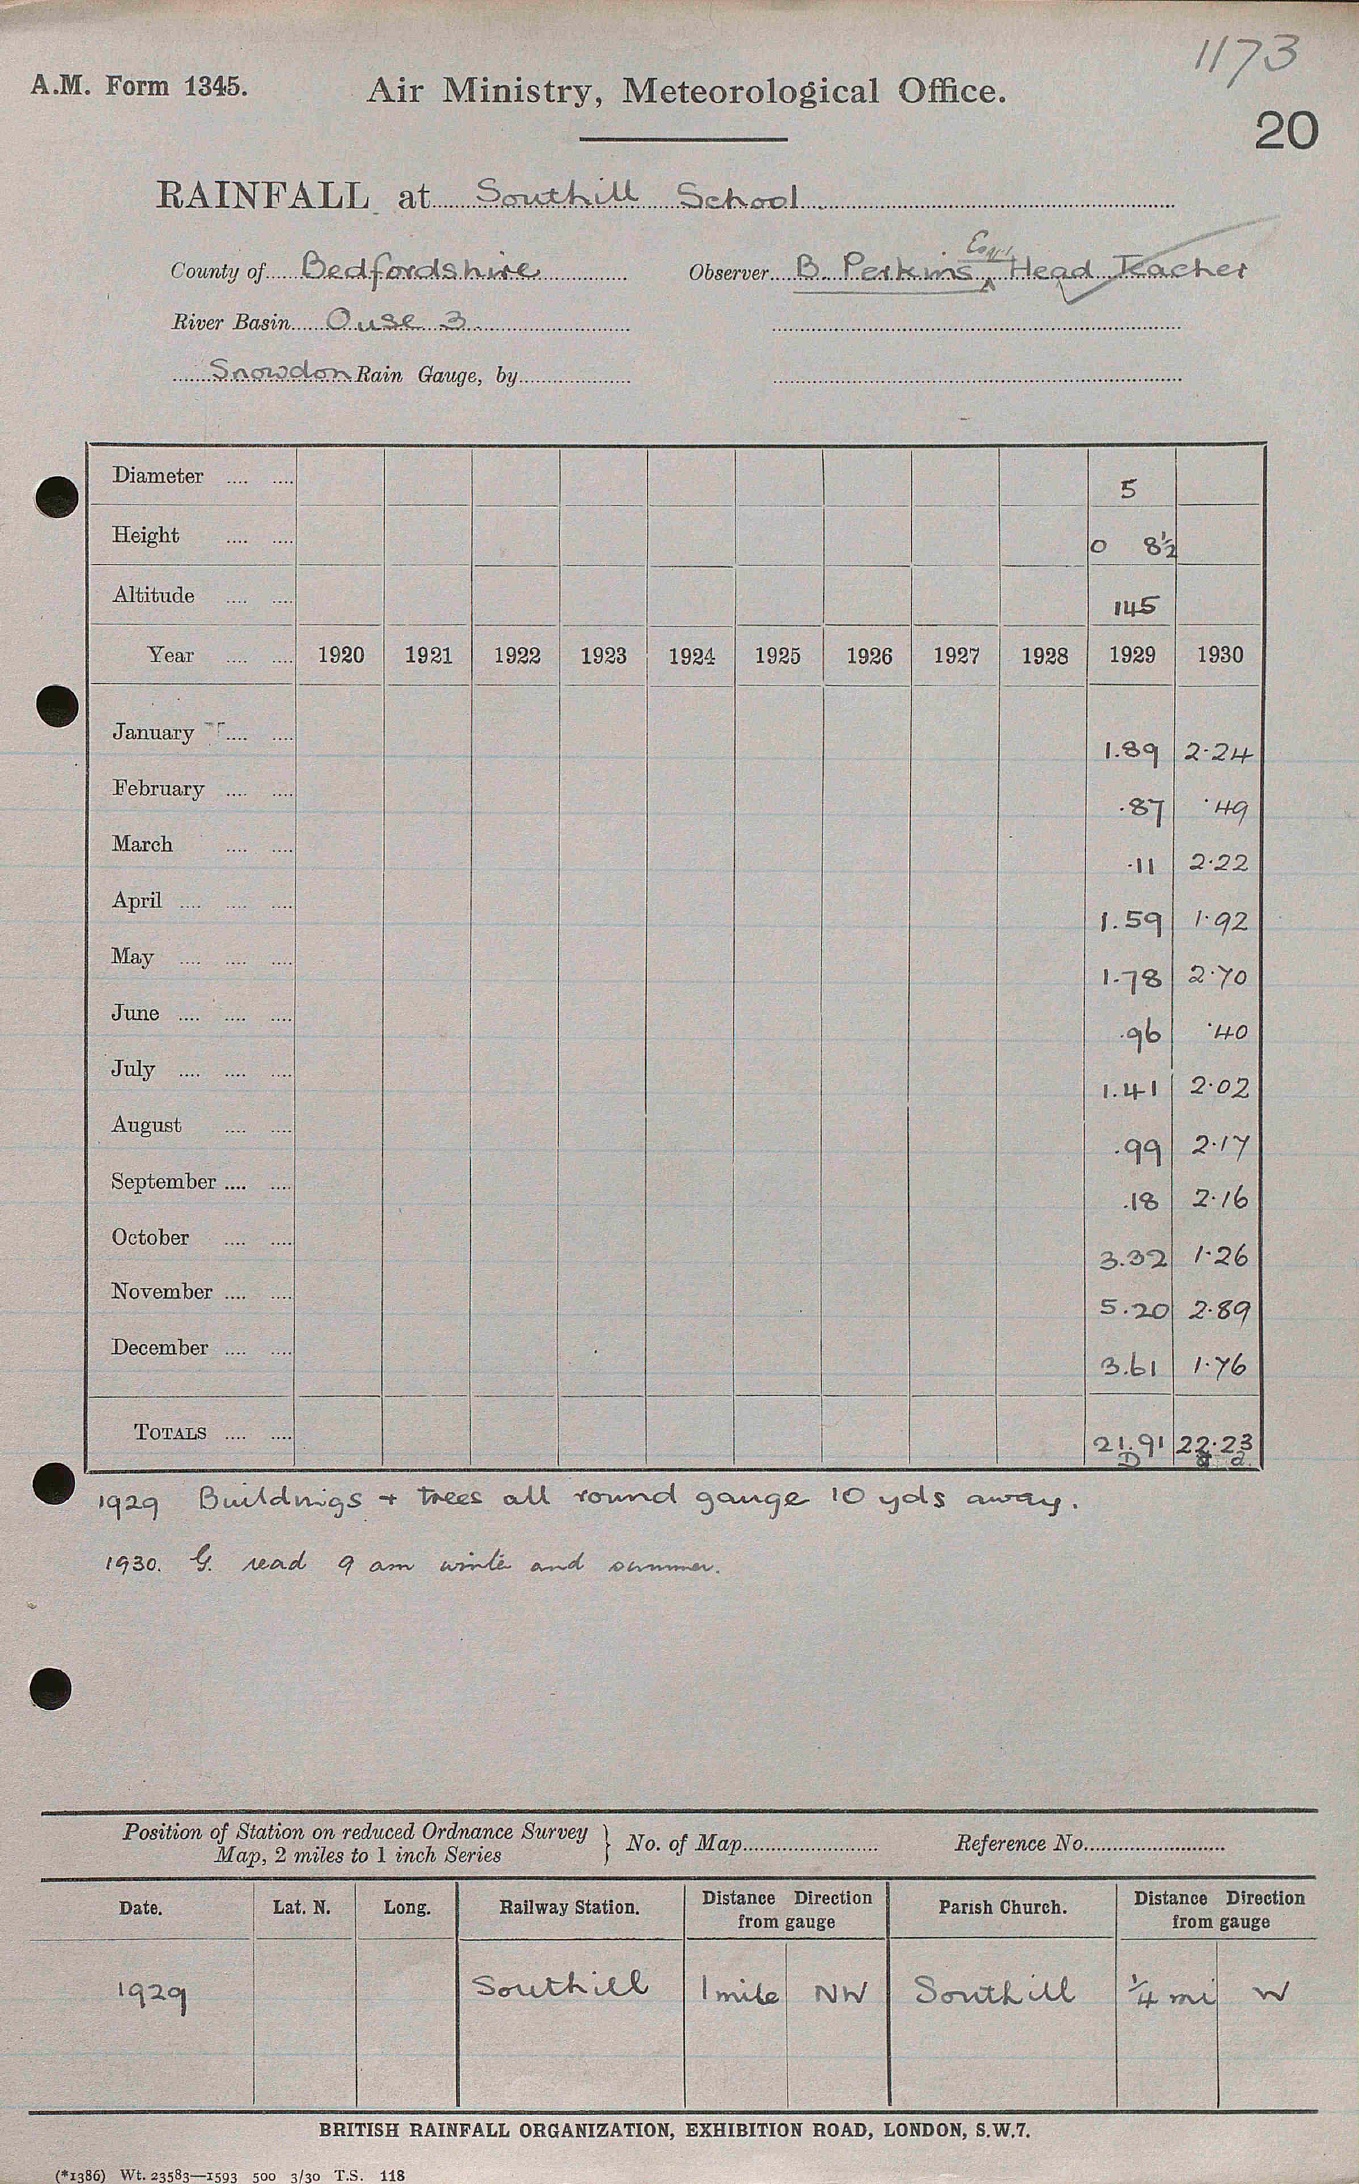 1173
A.M. Form 1345. Air Ministry, Meteorological Office.
20
RAINFALL at Southill School
Esqr
County of Bedfordshire Observer B. Perkins, Head Teacher
River Basin Ouse 3.
Snowdon Rain Gauge, by
Diameter 5
Height 0 8½
Altitude 145
Year 1920 1921 1922 1923 1924 1925 1926 1927 1928 1929 1930
January 1.89 2.24
February .87 .49
March .11 2.22
April 1.59 1.92
May 1.78 2.70
June .96 .40
July 1.41 2.02
August .99 2.17
September .18 2.16
October 3.32 1.26
November 5.20 2.89
December 3.61 1.76
TOTALS 21.91 22.23
D
1929 Buildings + trees all round gauge 10 yds away.
1930. G. read 9 am winter and summer.
Position of Station on reduced Ordnance Survey Map, 2 miles to 1 inch Series } No. of Map Reference No.
Date. Lat. N. Long. Railway Station. Distance Direction from gauge Parish Church. Distance Direction from gauge
1929 Southill 1 mile NW Southill ¼ mi W
BRITISH RAINFALL ORGANIZATION, EXHIBITION ROAD, LONDON, S.W.7.
(*1386) Wt. 23583—1593 500 3/30 T.S. 118